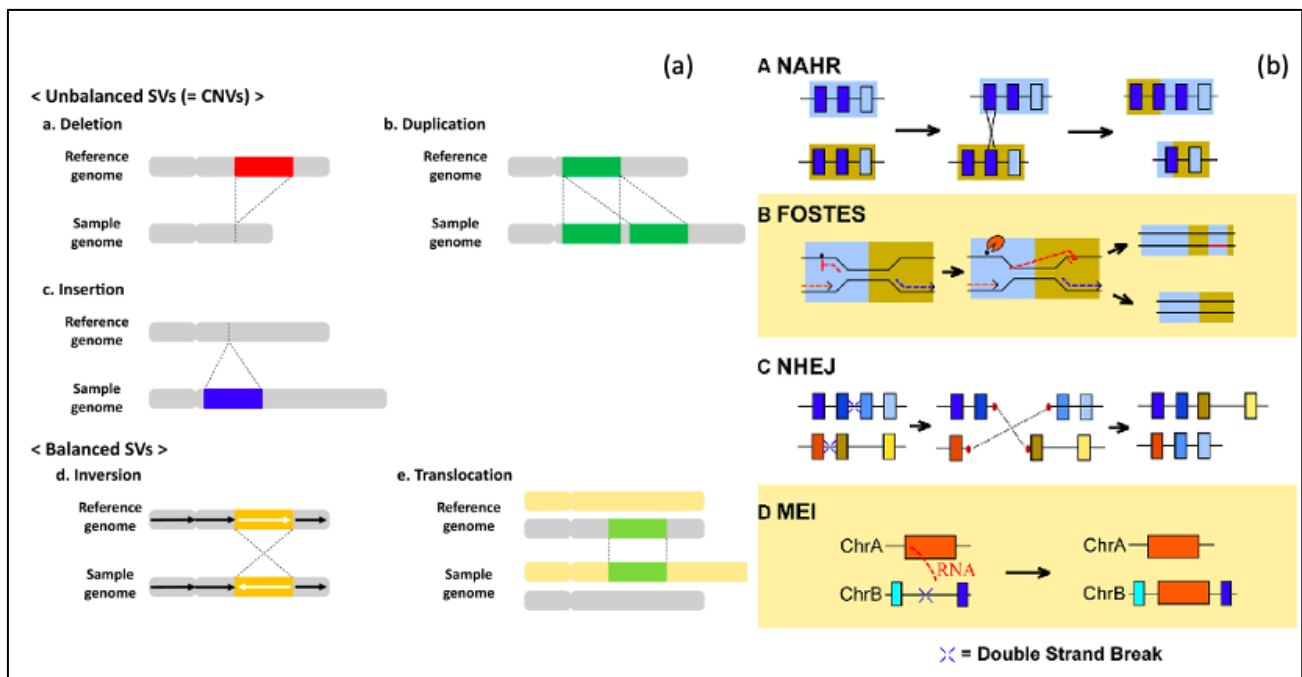 (a)
< Unbalanced SVs (= CNVs) >
a. Deletion
Reference
genome
Sample
genome
b. Duplication
Reference
genome
Sample
genome
c. Insertion
Reference
genome
Sample
genome
< Balanced SVs >
d. Inversion
Reference
genome
Sample
genome
e. Translocation
Reference
genome
Sample
genome
(b)
A NAHR
B FOSTES
C NHEJ
D MEI
ChrA
RNA
ChrB
ChrA
ChrB
= Double Strand Break